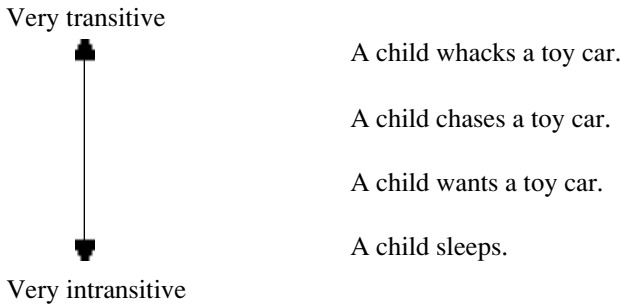 Very transitive
A child whacks a toy car.
A child chases a toy car.
A child wants a toy car.
A child sleeps.
Very intransitive